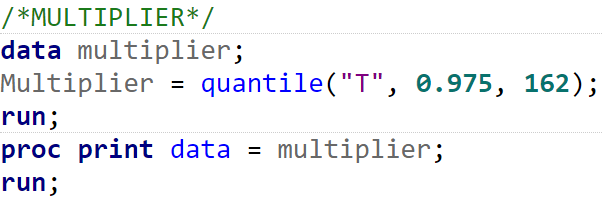 /*MULTIPLIER*/
data multiplier;
Multiplier = quantile("T", 0.975, 162);
run;
proc print data = multiplier;
run;